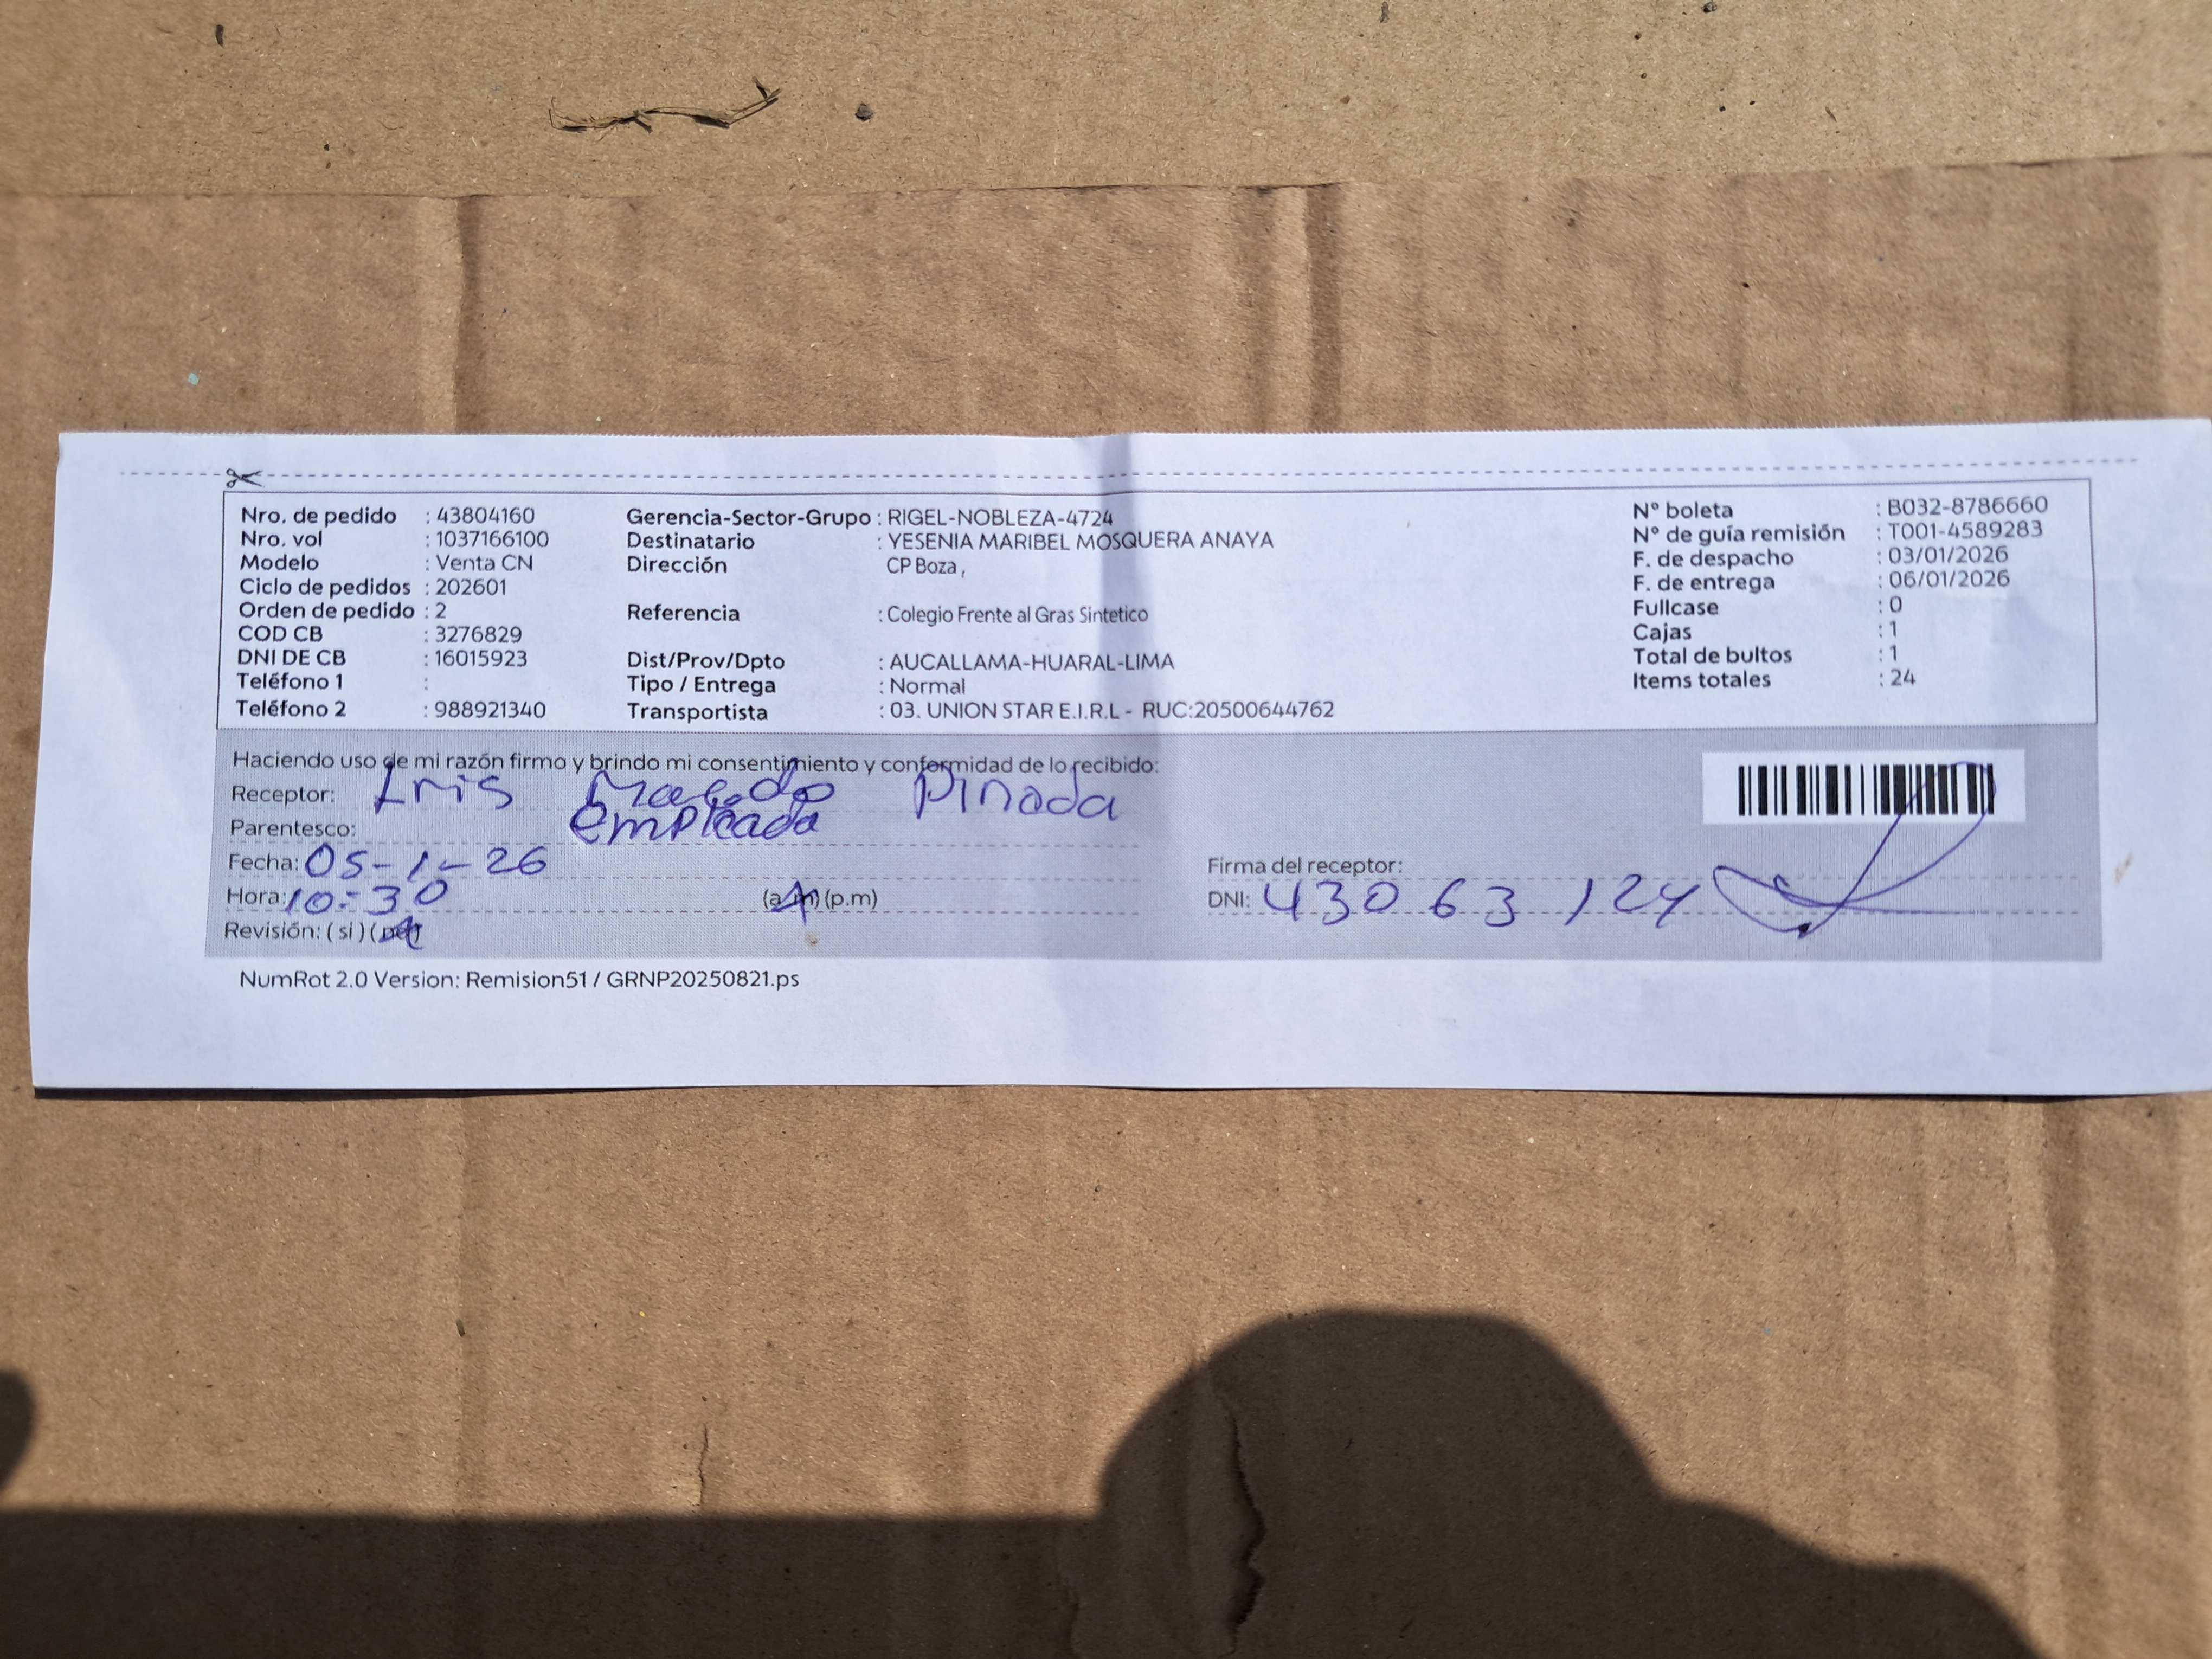 Nro. de pedido : 43804160 Gerencia-Sector-Grupo : RIGEL-NOBLEZA-4724 N° boleta : B032-8786660
Nro. vol : 1037166100 Destinatario : YESENIA MARIBEL MOSQUERA ANAYA N° de guía remisión : T001-4589283
Modelo : Venta CN Dirección CP Boza , F. de despacho : 03/01/2026
Ciclo de pedidos : 202601 F. de entrega : 06/01/2026
Orden de pedido : 2 Referencia : Colegio Frente al Gras Sintetico Fullcase : 0
COD CB : 3276829 Cajas : 1
DNI DE CB : 16015923 Dist/Prov/Dpto : AUCALLAMA-HUARAL-LIMA Total de bultos : 1
Teléfono 1 : Tipo / Entrega : Normal Items totales : 24
Teléfono 2 : 988921340 Transportista : 03. UNION STAR E.I.R.L - RUC:20500644762
Haciendo uso de mi razón firmo y brindo mi consentimiento y conformidad de lo recibido:
Receptor: Iris Pinada
Parentesco: empleada
Fecha: 05-1-26 Firma del receptor:
Hora: 10:30 (a.m) (p.m) DNI: 43063124
Revisión: ( si ) ( no )
NumRot 2.0 Version: Remision51 / GRNP20250821.ps